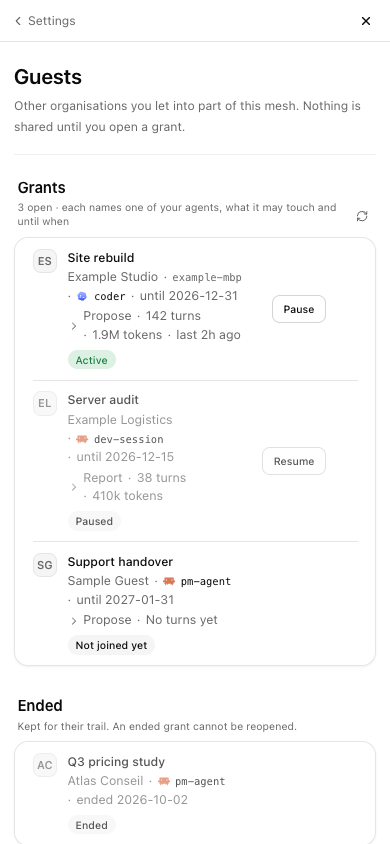 Settings
Guests
Other organisations you let into part of this mesh. Nothing is
shared until you open a grant.
Grants
3 open · each names one of your agents, what it may touch and
until when
ES
Site rebuild
Example Studio · example-mbp
· coder · until 2026-12-31
Propose · 142 turns
· 1.9M tokens · last 2h ago
Active
Pause
EL
Server audit
Example Logistics
· dev-session
· until 2026-12-15
Report · 38 turns
· 410k tokens
Paused
Resume
SG
Support handover
Sample Guest · pm-agent
· until 2027-01-31
Propose · No turns yet
Not joined yet
Ended
Kept for their trail. An ended grant cannot be reopened.
AC
Q3 pricing study
Atlas Conseil · pm-agent
· ended 2026-10-02
Ended